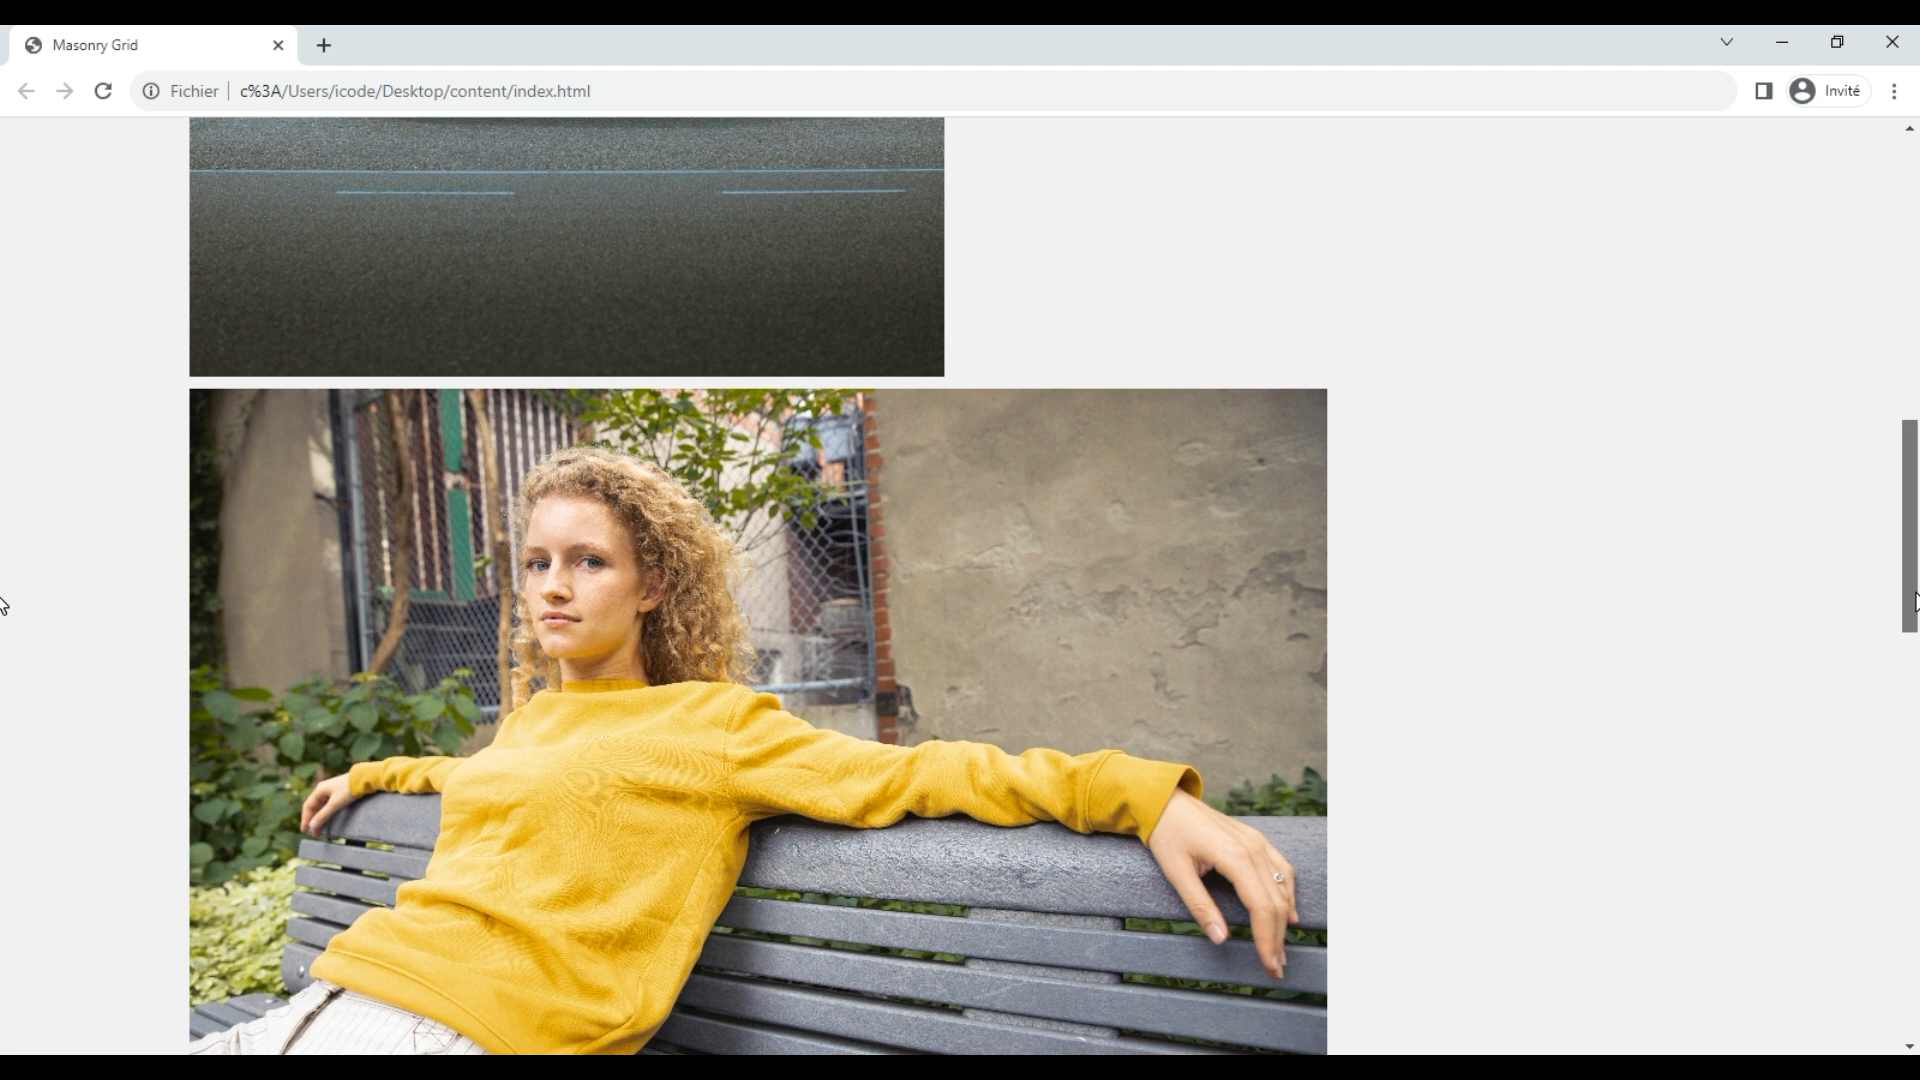 Masonry Grid
Fichier
c%3A/Users/icode/Desktop/content/index.html
Invité